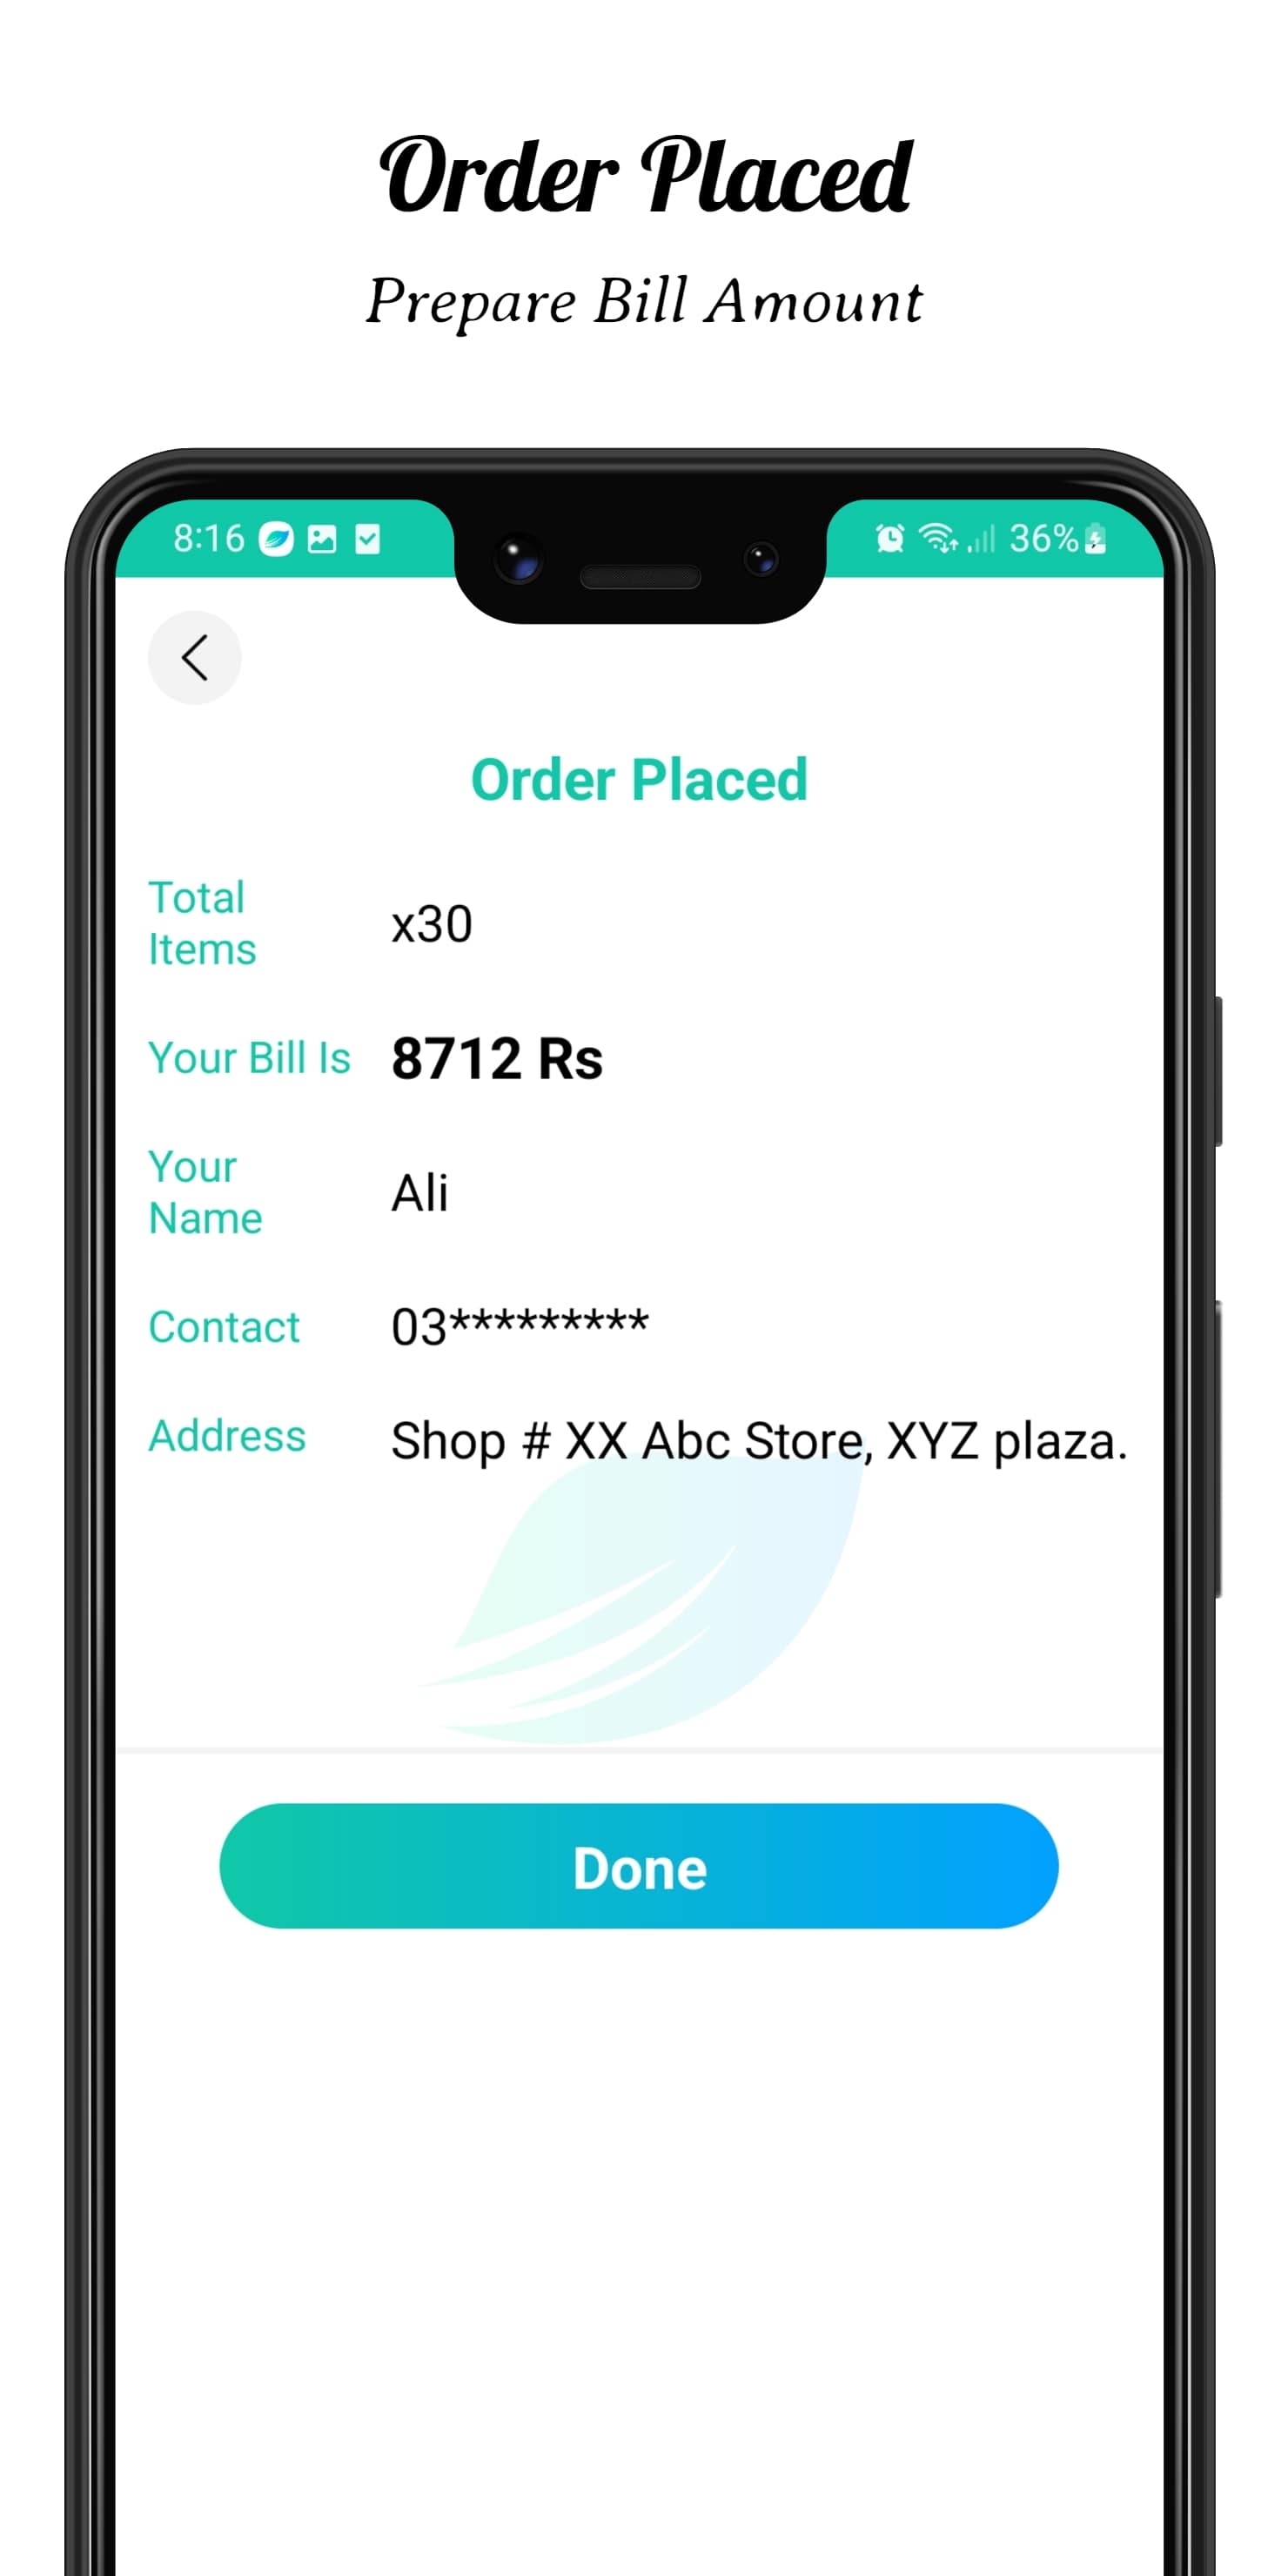 Order Placed
Prepare Bill Amount
8:16
36%
Order Placed
Total
Items
x30
Your Bill Is
8712 Rs
Your
Name
Ali
Contact
03*********
Address
Shop # XX Abc Store, XYZ plaza.
Done